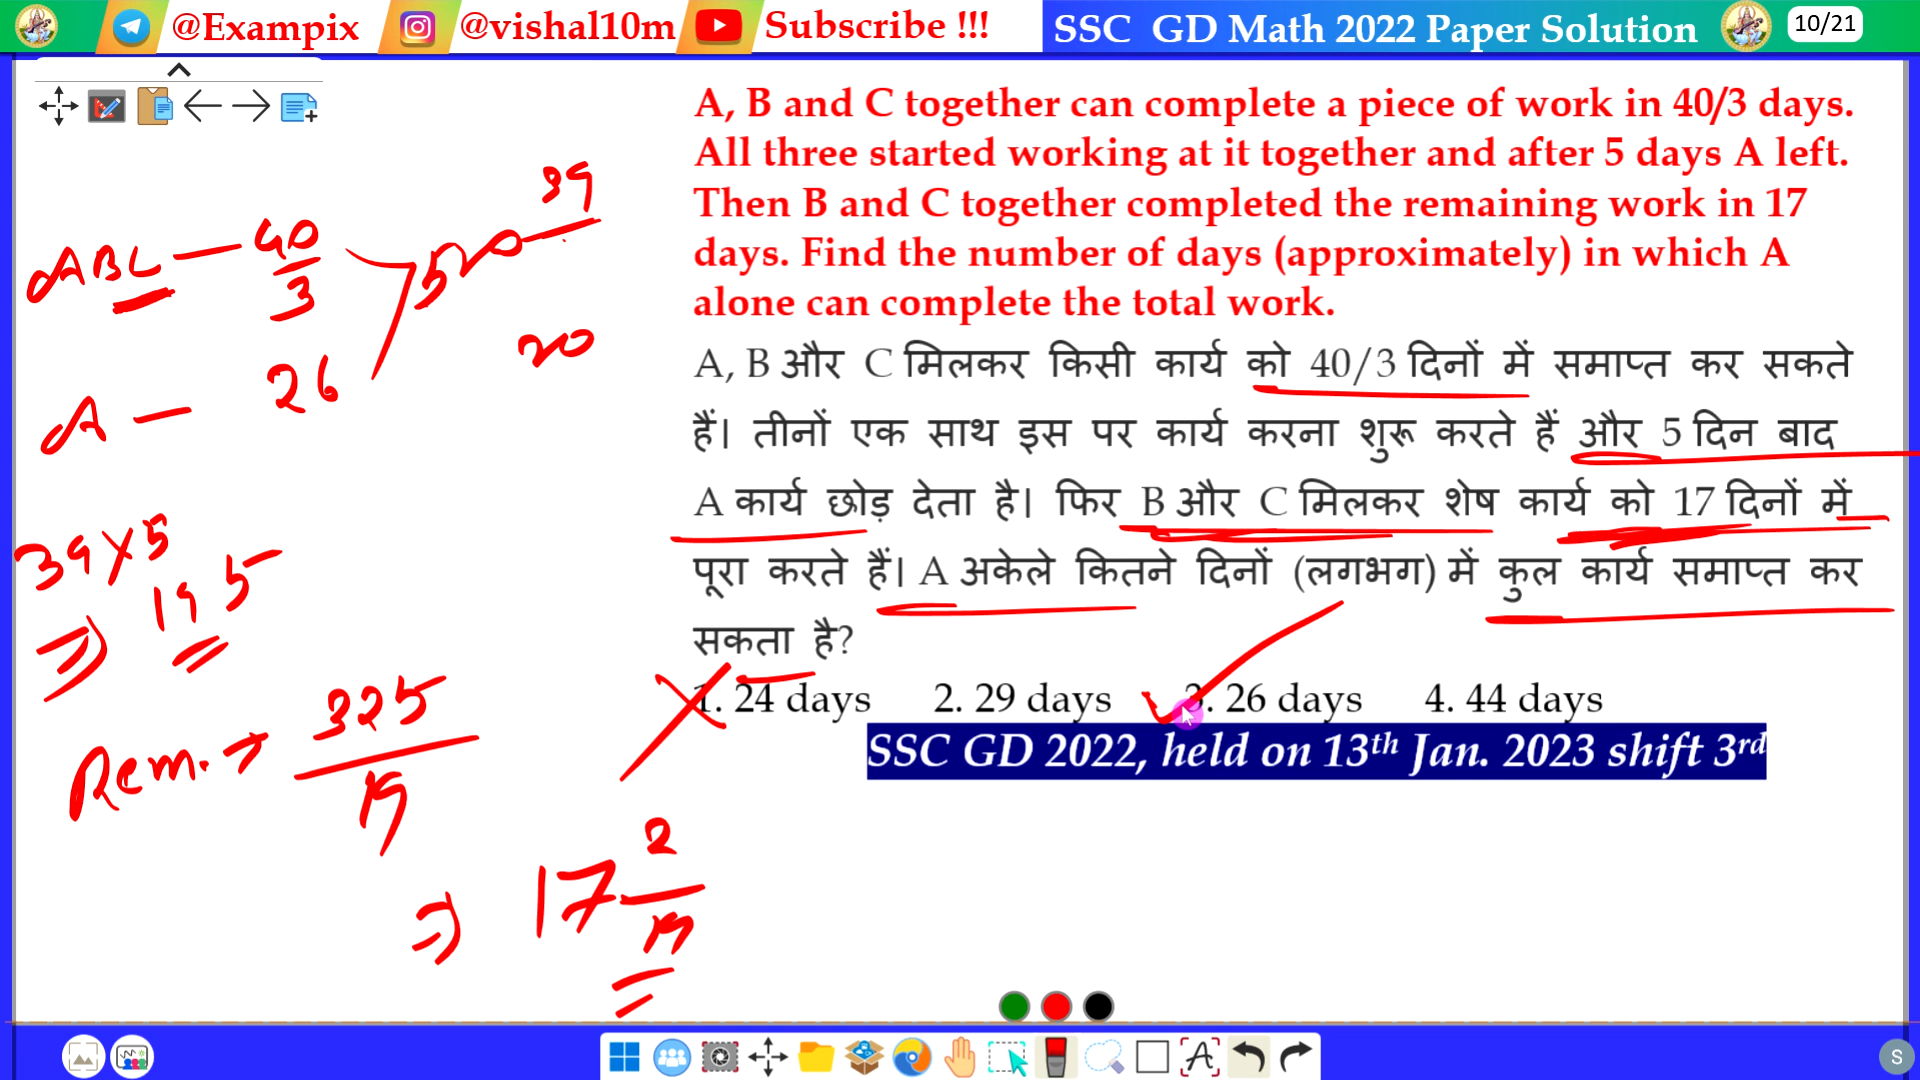 @Exampix @vishal10m Subscribe !!! SSC GD Math 2022 Paper Solution 10/21
A, B and C together can complete a piece of work in 40/3 days.
All three started working at it together and after 5 days A left.
Then B and C together completed the remaining work in 17
days. Find the number of days (approximately) in which A
alone can complete the total work.
A, B और C मिलकर किसी कार्य को 40/3 दिनों में समाप्त कर सकते
हैं। तीनों एक साथ इस पर कार्य करना शुरू करते हैं और 5 दिन बाद
A कार्य छोड़ देता है। फिर B और C मिलकर शेष कार्य को 17 दिनों में
पूरा करते हैं। A अकेले कितने दिनों (लगभग) में कुल कार्य समाप्त कर
सकता है?
1. 24 days 2. 29 days 3. 26 days 4. 44 days
SSC GD 2022, held on 13th Jan. 2023 shift 3rd
ABC — 40/3
520
39
20
A — 26
39×5
⇒ 195
Rem. → 325/19
⇒ 17 2/19
S